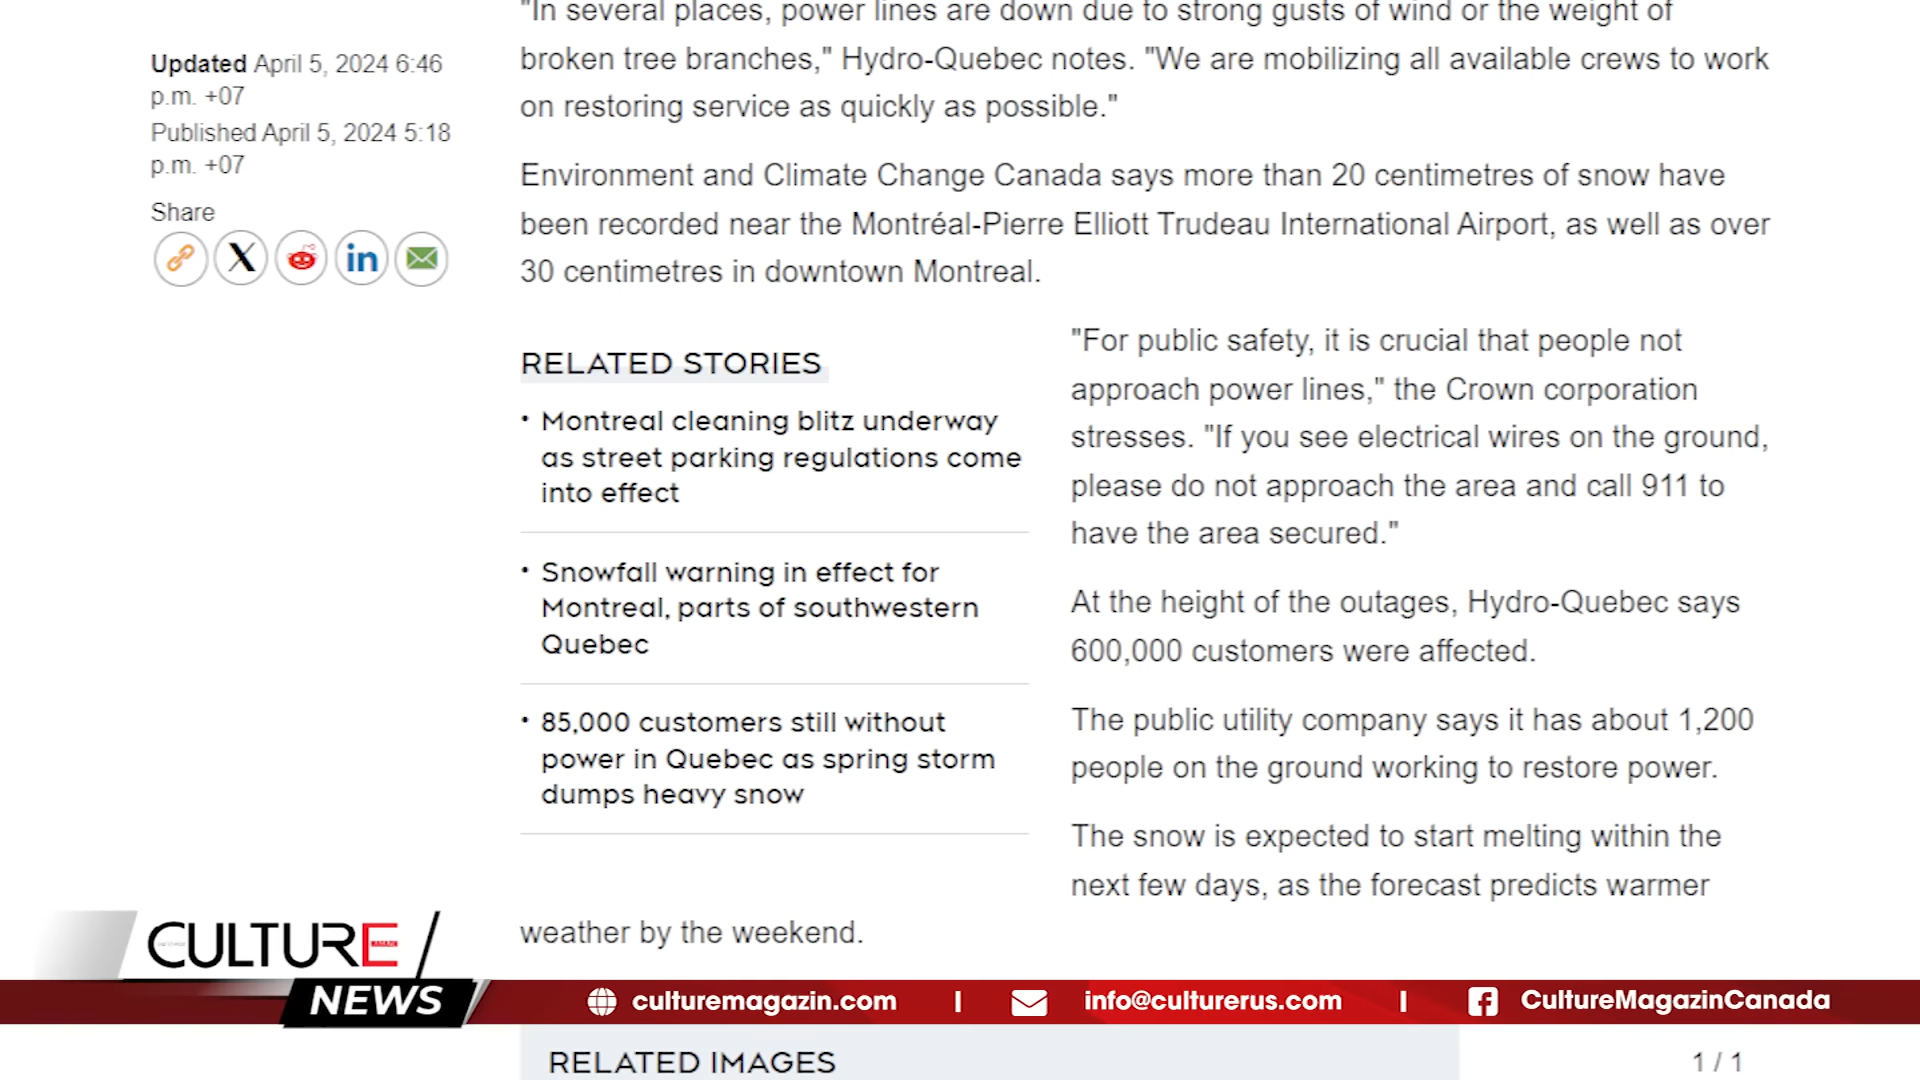 "In several places, power lines are down due to strong gusts of wind or the weight of
broken tree branches," Hydro-Quebec notes. "We are mobilizing all available crews to work
on restoring service as quickly as possible."
Updated April 5, 2024 6:46
p.m. +07
Published April 5, 2024 5:18
p.m. +07
Share
Environment and Climate Change Canada says more than 20 centimetres of snow have
been recorded near the Montréal-Pierre Elliott Trudeau International Airport, as well as over
30 centimetres in downtown Montreal.
RELATED STORIES
• Montreal cleaning blitz underway
as street parking regulations come
into effect
• Snowfall warning in effect for
Montreal, parts of southwestern
Quebec
• 85,000 customers still without
power in Quebec as spring storm
dumps heavy snow
"For public safety, it is crucial that people not
approach power lines," the Crown corporation
stresses. "If you see electrical wires on the ground,
please do not approach the area and call 911 to
have the area secured."
At the height of the outages, Hydro-Quebec says
600,000 customers were affected.
The public utility company says it has about 1,200
people on the ground working to restore power.
The snow is expected to start melting within the
next few days, as the forecast predicts warmer
weather by the weekend.
CULTURE
MAGAZIN
NEWS
culturemagazin.com | info@culturerus.com | CultureMagazinCanada
RELATED IMAGES
1 / 1